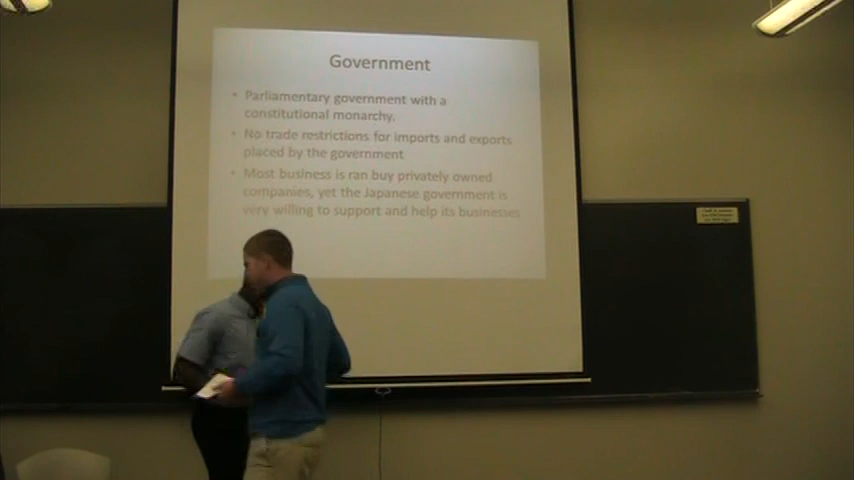 Government
• Parliamentary government with a
constitutional monarchy.
• No trade restrictions for imports and exports
placed by the government
• Most business is ran buy privately owned
companies, yet the Japanese government is
very willing to support and help its businesses